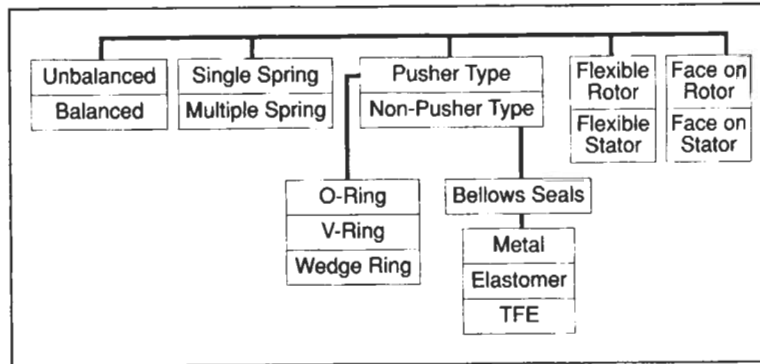 Unbalanced
Balanced
Single Spring
Multiple Spring
Pusher Type
Non-Pusher Type
Flexible
Rotor
Flexible
Stator
Face on
Rotor
Face on
Stator
O-Ring
V-Ring
Wedge Ring
Bellows Seals
Metal
Elastomer
TFE